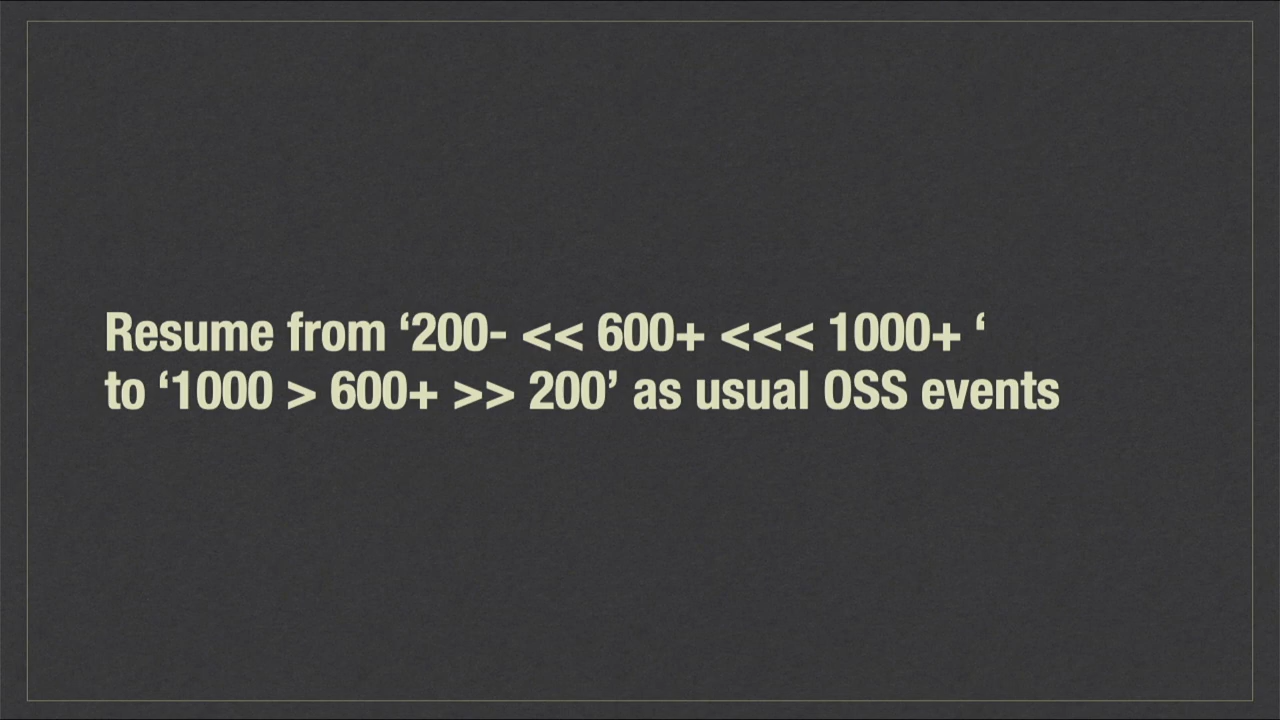 Resume from ‘200- << 600+ <<< 1000+ ‘
to ‘1000 > 600+ >> 200’ as usual OSS events